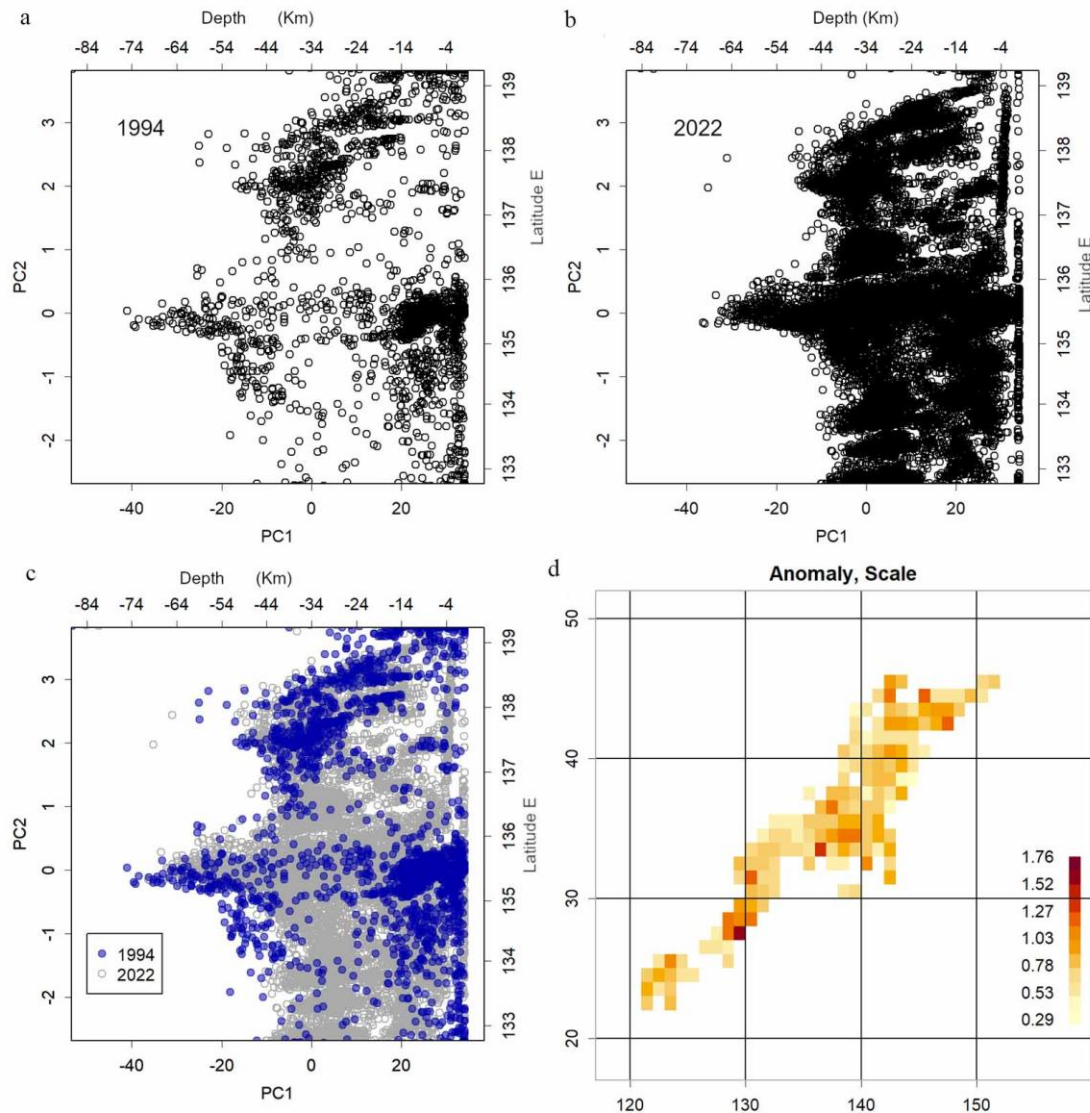 a
Depth (Km)
-84 -74 -64 -54 -44 -34 -24 -14 -4
1994
PC2
3
2
1
0
-1
-2
139
138
137
136
135
134
133
Latitude E
-40 -20 0 20
PC1
b
Depth (Km)
-84 -74 -64 -54 -44 -34 -24 -14 -4
2022
PC2
3
2
1
0
-1
-2
139
138
137
136
135
134
133
Latitude E
-40 -20 0 20
PC1
c
Depth (Km)
-84 -74 -64 -54 -44 -34 -24 -14 -4
PC2
3
2
1
0
-1
-2
139
138
137
136
135
134
133
Latitude E
1994
2022
-40 -20 0 20
PC1
d
Anomaly, Scale
50
40
30
20
1.76
1.52
1.27
1.03
0.78
0.53
0.29
120 130 140 150